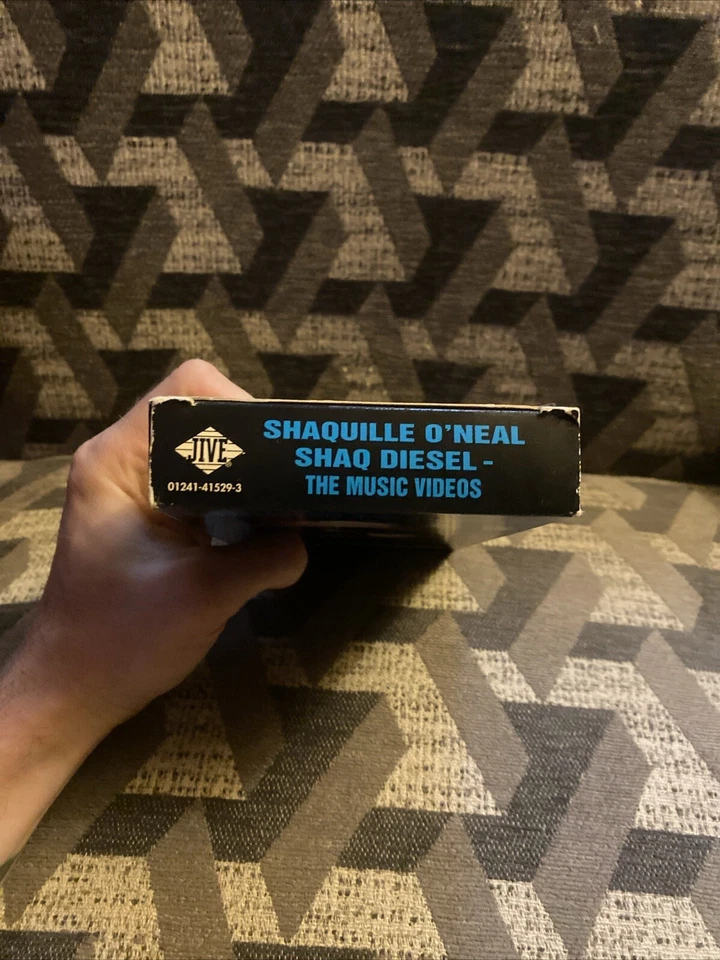 JIVE
01241-41529-3
SHAQUILLE O'NEAL
SHAQ DIESEL -
THE MUSIC VIDEOS